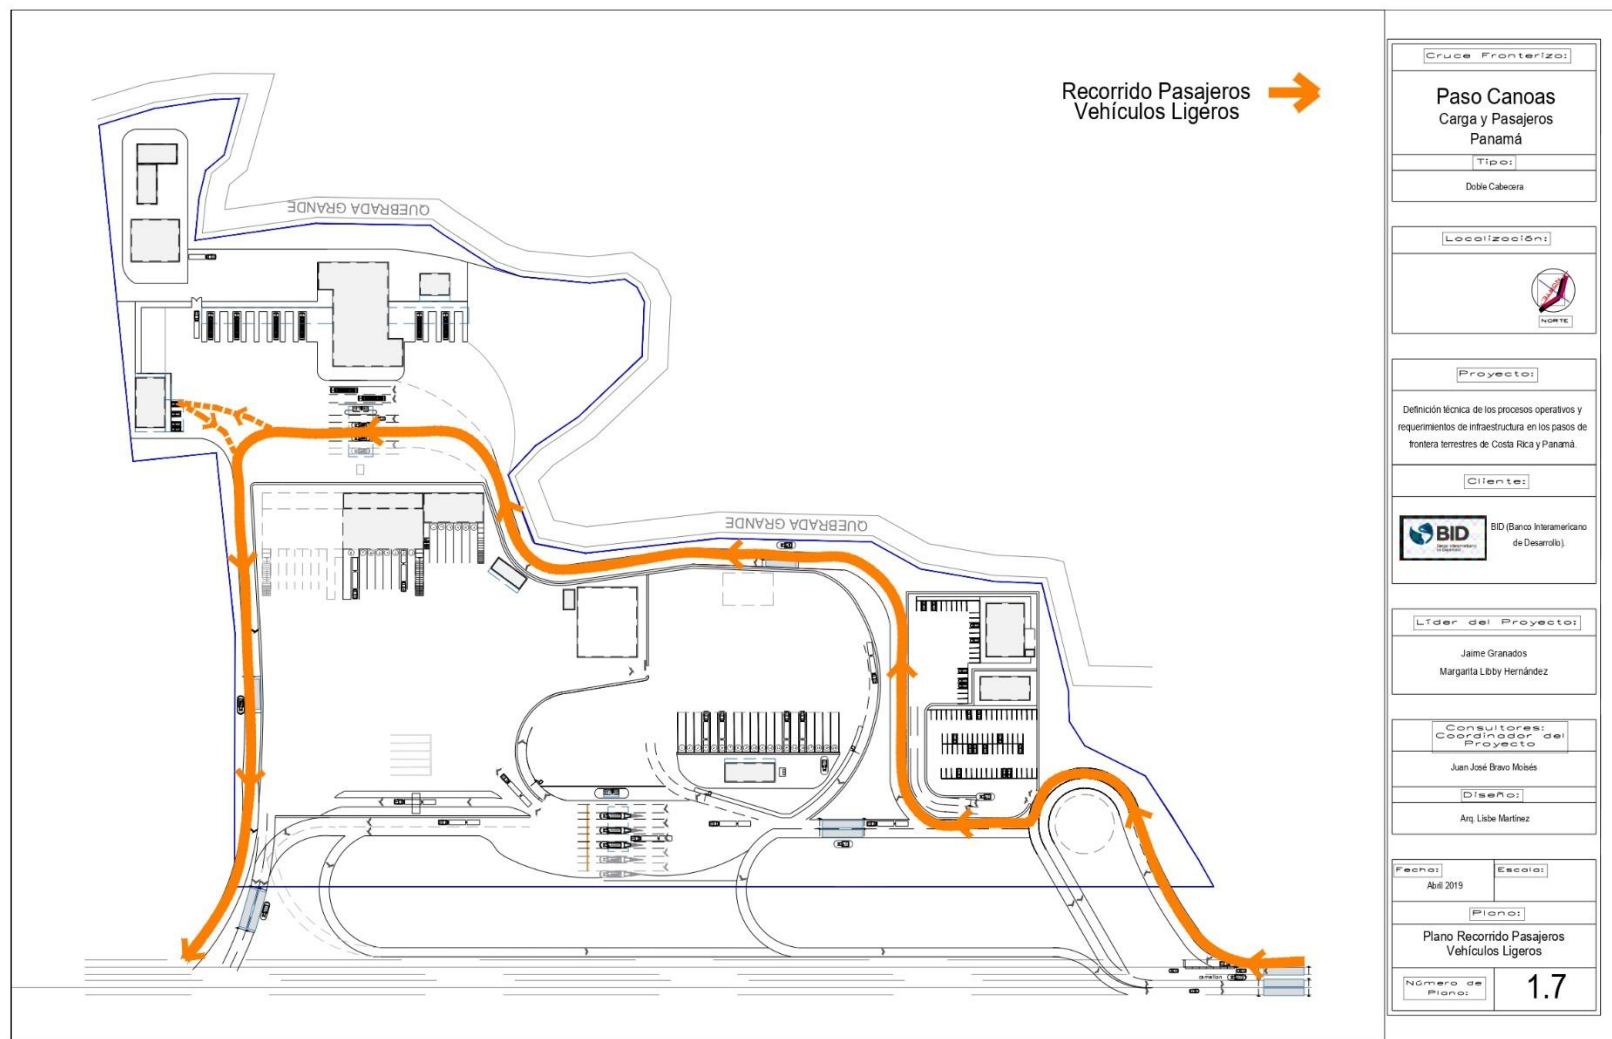 Recorrido Pasajeros
Vehículos Ligeros
QUEBRADA GRANDE
QUEBRADA GRANDE
camellon
Cruce Fronterizo:
Paso Canoas
Carga y Pasajeros
Panamá
Tipo:
Doble Cabecera
Localización:
NORTE
Proyecto:
Definición técnica de los procesos operativos y
requerimientos de infraestructura en los pasos de
frontera terrestres de Costa Rica y Panamá.
Cliente:
BID
BID (Banco Interamericano
de Desarrollo).
Líder del Proyecto:
Jaime Granados
Margarita Libby Hernández
Consultores:
Coordinador del
Proyecto
Juan José Bravo Moisés
Diseño:
Arq. Lisbe Martínez
Fecha:
Abril 2019
Escala:
Plano:
Plano Recorrido Pasajeros
Vehículos Ligeros
Número de
Plano:
1.7